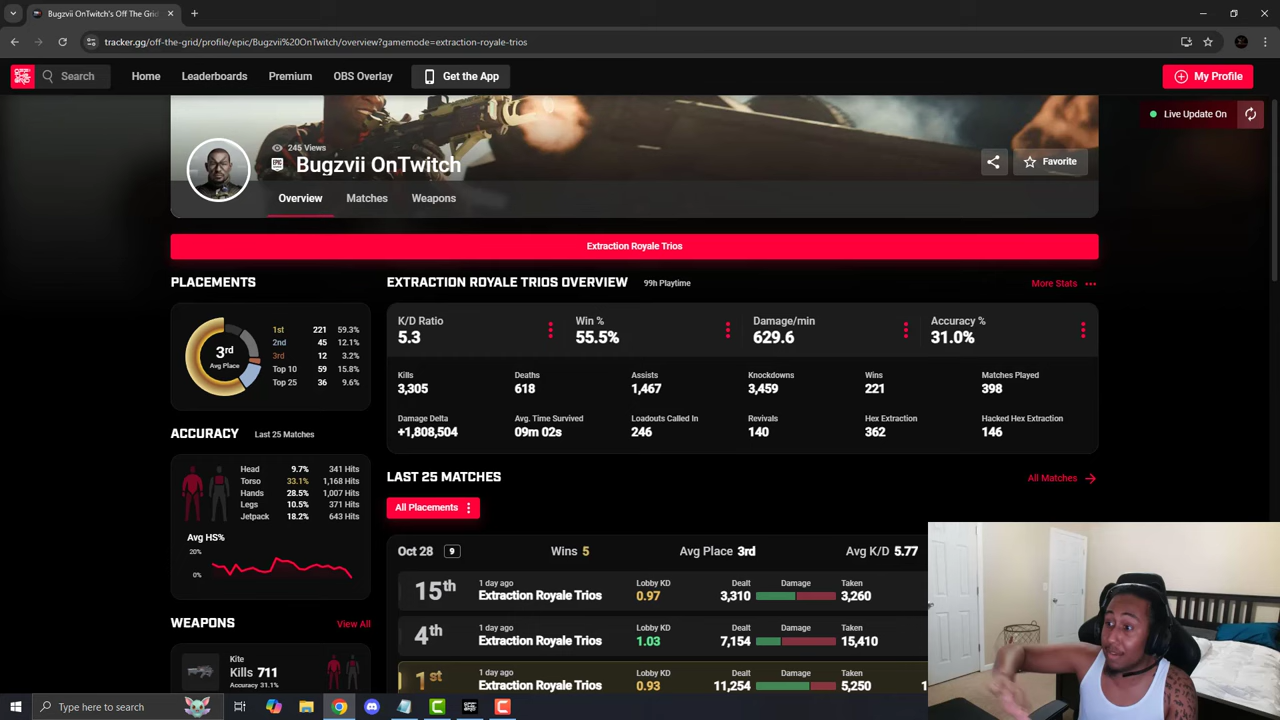 Bugzvii OnTwitch's Off The Grid
tracker.gg/off-the-grid/profile/epic/Bugzvii%20OnTwitch/overview?gamemode=extraction-royale-trios
Search
Home
Leaderboards
Premium
OBS Overlay
Get the App
My Profile
Live Update On
245 Views
Bugzvii OnTwitch
Favorite
Overview
Matches
Weapons
Extraction Royale Trios
PLACEMENTS
3rd
Avg Place
1st 221 59.3%
2nd 45 12.1%
3rd 12 3.2%
Top 10 59 15.8%
Top 25 36 9.6%
EXTRACTION ROYALE TRIOS OVERVIEW 99h Playtime
More Stats
K/D Ratio Win % Damage/min Accuracy %
5.3 55.5% 629.6 31.0%
Kills Deaths Assists Knockdowns Wins Matches Played
3,305 618 1,467 3,459 221 398
Damage Delta Avg. Time Survived Loadouts Called In Revivals Hex Extraction Hacked Hex Extraction
+1,808,504 09m 02s 246 140 362 146
ACCURACY Last 25 Matches
Head 9.7% 341 Hits
Torso 33.1% 1,168 Hits
Hands 28.5% 1,007 Hits
Legs 10.5% 371 Hits
Jetpack 18.2% 643 Hits
Avg HS%
20%
0%
WEAPONS View All
Kite
Kills 711
Accuracy 31.1%
LAST 25 MATCHES
All Matches
All Placements
Oct 28 9 Wins 5 Avg Place 3rd Avg K/D 5.77
15th 1 day ago Lobby KD Dealt Damage Taken
Extraction Royale Trios 0.97 3,310 3,260
4th 1 day ago Lobby KD Dealt Damage Taken
Extraction Royale Trios 1.03 7,154 15,410
1st 1 day ago Lobby KD Dealt Damage Taken
Extraction Royale Trios 0.93 11,254 5,250
Type here to search